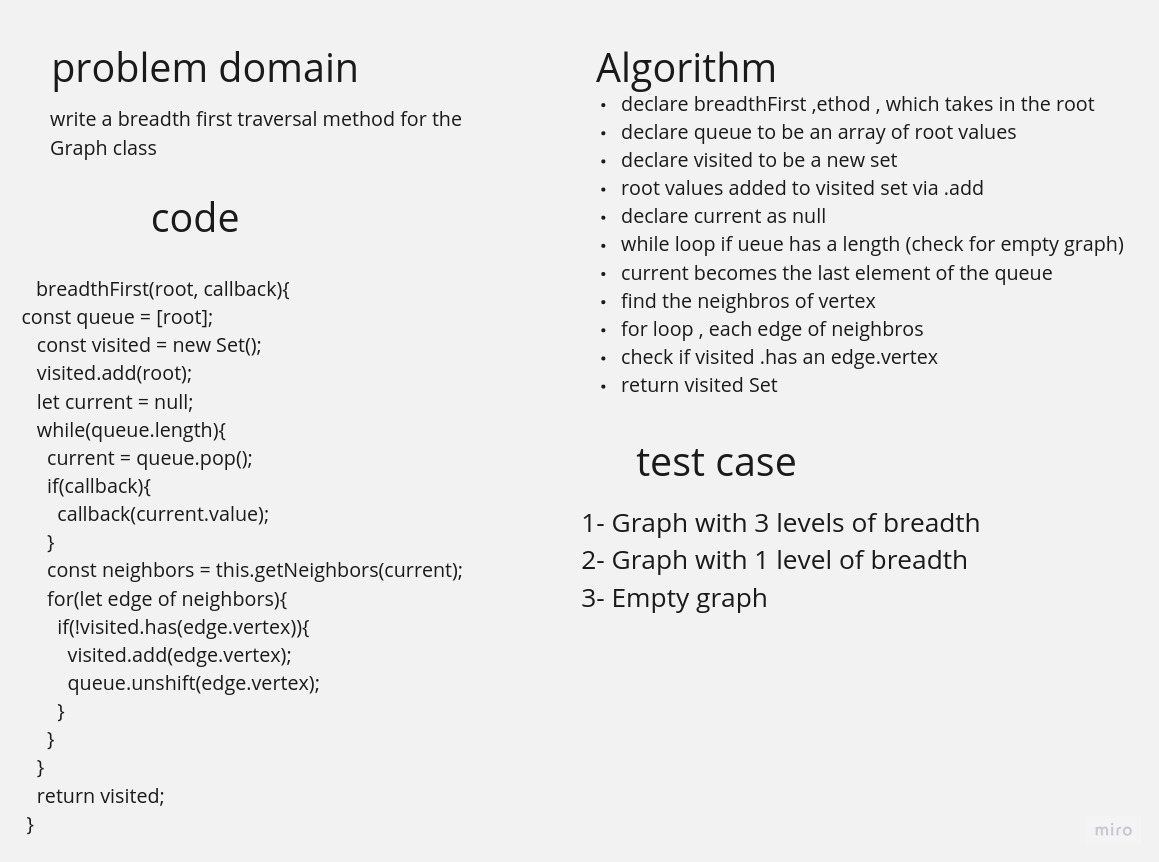 problem domain
write a breadth first traversal method for the
Graph class
code
breadthFirst(root, callback){
const queue = [root];
const visited = new Set();
visited.add(root);
let current = null;
while(queue.length){
current = queue.pop();
if(callback){
callback(current.value);
}
const neighbors = this.getNeighbors(current);
for(let edge of neighbors){
if(!visited.has(edge.vertex)){
visited.add(edge.vertex);
queue.unshift(edge.vertex);
}
}
}
return visited;
}
Algorithm
• declare breadthFirst ,ethod , which takes in the root
• declare queue to be an array of root values
• declare visited to be a new set
• root values added to visited set via .add
• declare current as null
• while loop if ueue has a length (check for empty graph)
• current becomes the last element of the queue
• find the neighbros of vertex
• for loop , each edge of neighbros
• check if visited .has an edge.vertex
• return visited Set
test case
1- Graph with 3 levels of breadth
2- Graph with 1 level of breadth
3- Empty graph
miro